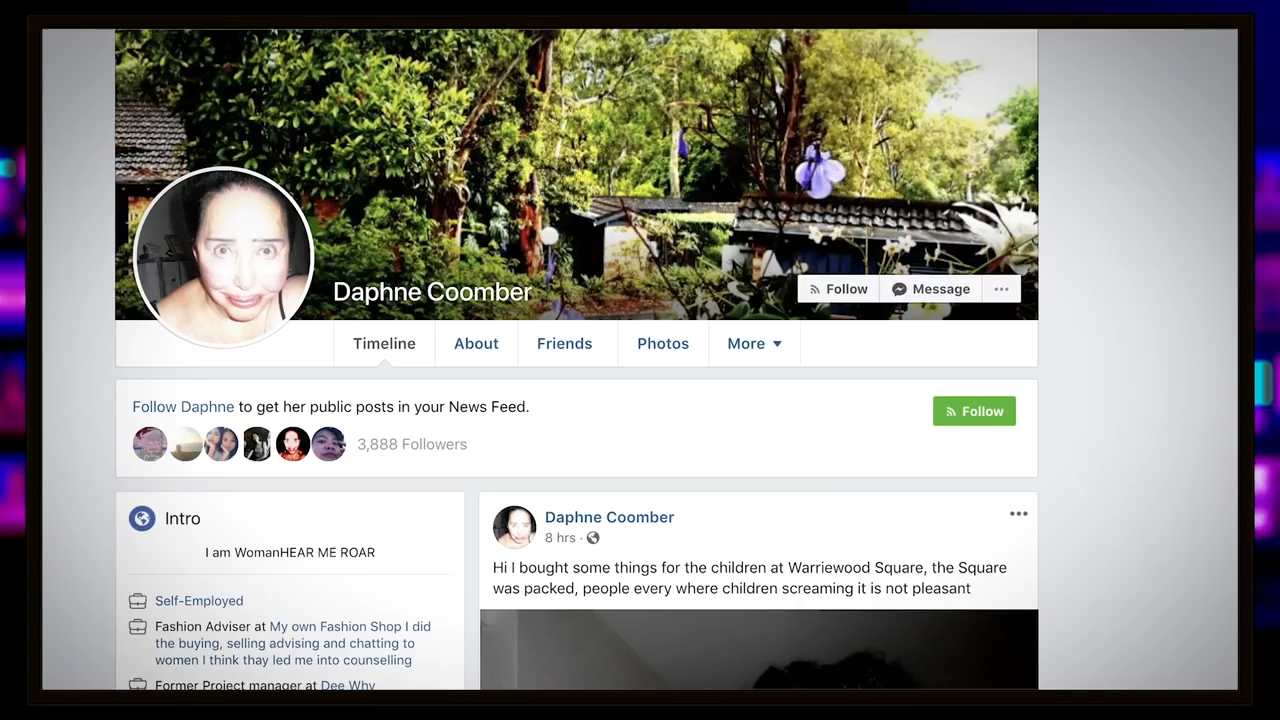 Daphne Coomber
Follow
Message
Timeline
About
Friends
Photos
More
Follow Daphne to get her public posts in your News Feed.
Follow
3,888 Followers
Intro
I am WomanHEAR ME ROAR
Self-Employed
Fashion Adviser at My own Fashion Shop I did
the buying, selling advising and chatting to
women I think thay led me into counselling
Former Project manager at Dee Why
Daphne Coomber
8 hrs ·
Hi I bought some things for the children at Warriewood Square, the Square
was packed, people every where children screaming it is not pleasant